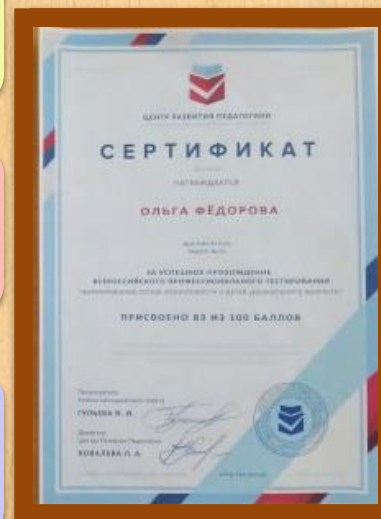 ЦЕНТР РАЗВИТИЯ ПЕДАГОГИКИ
СЕРТИФИКАТ
НАГРАЖДАЕТСЯ
ОЛЬГА ФЁДОРОВА
ЗА УСПЕШНОЕ ПРОХОЖДЕНИЕ
ВСЕРОССИЙСКОГО ПРОФЕССИОНАЛЬНОГО ТЕСТИРОВАНИЯ
ПРИСВОЕНО 83 ИЗ 100 БАЛЛОВ
Председатель
ГУЛЬЕВА И. И.
Директор
Центра Развития Педагогики
КОВАЛЕВА Л. А.